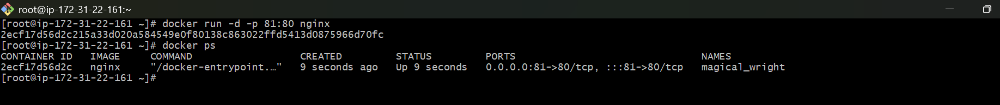 root@ip-172-31-22-161:~
[root@ip-172-31-22-161 ~]# docker run -d -p 81:80 nginx
2ecf17d56d2c215a33d020a584549e0f80138c863022ffd5413d0875966d70fc
[root@ip-172-31-22-161 ~]# docker ps
CONTAINER ID   IMAGE     COMMAND                  CREATED         STATUS         PORTS                               NAMES
2ecf17d56d2c   nginx     "/docker-entrypoint.…"   9 seconds ago   Up 9 seconds   0.0.0.0:81->80/tcp, :::81->80/tcp   magical_wright
[root@ip-172-31-22-161 ~]#